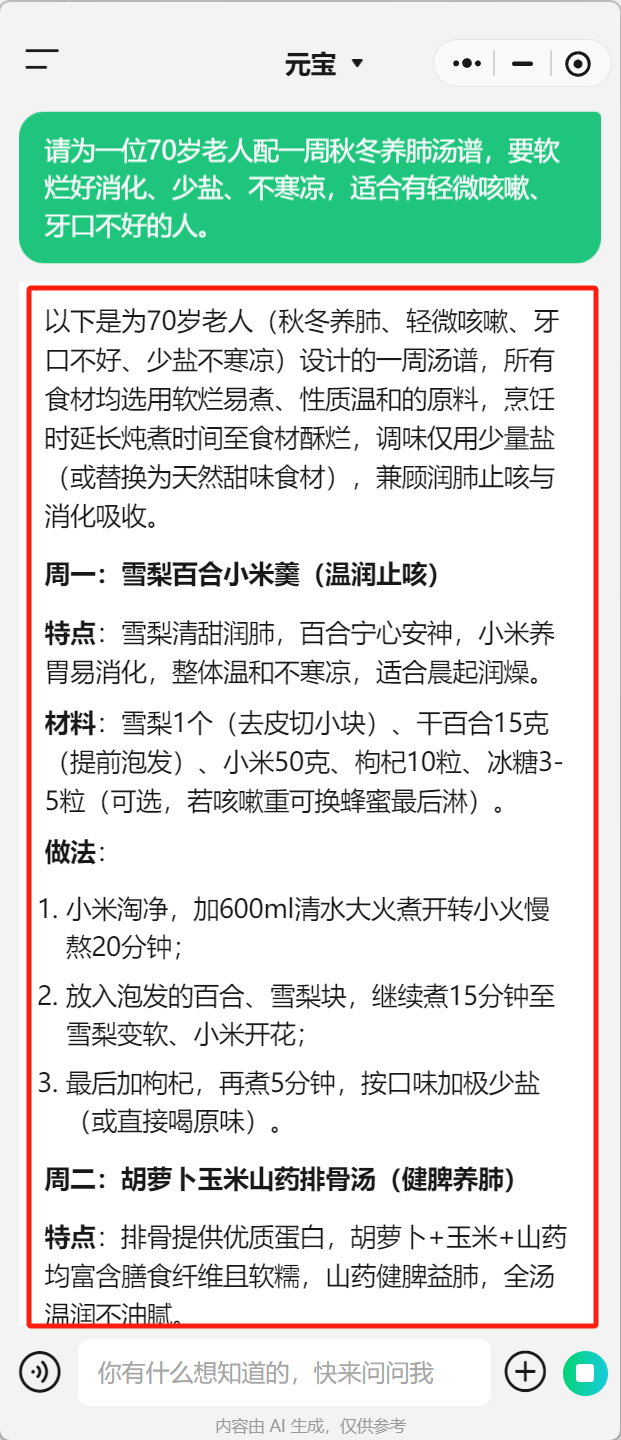 元宝
请为一位70岁老人配一周秋冬养肺汤谱，要软
烂好消化、少盐、不寒凉，适合有轻微咳嗽、
牙口不好的人。
以下是为70岁老人（秋冬养肺、轻微咳嗽、牙
口不好、少盐不寒凉）设计的一周汤谱，所有
食材均选用软烂易煮、性质温和的原料，烹饪
时延长炖煮时间至食材酥烂，调味仅用少量盐
（或替换为天然甜味食材），兼顾润肺止咳与
消化吸收。
周一：雪梨百合小米羹（温润止咳）
特点：雪梨清甜润肺，百合宁心安神，小米养
胃易消化，整体温和不寒凉，适合晨起润燥。
材料：雪梨1个（去皮切小块）、干百合15克
（提前泡发）、小米50克、枸杞10粒、冰糖3-
5粒（可选，若咳嗽重可换蜂蜜最后淋）。
做法：
1. 小米淘净，加600ml清水大火煮开转小火慢
熬20分钟；
2. 放入泡发的百合、雪梨块，继续煮15分钟至
雪梨变软、小米开花；
3. 最后加枸杞，再煮5分钟，按口味加极少盐
（或直接喝原味）。
周二：胡萝卜玉米山药排骨汤（健脾养肺）
特点：排骨提供优质蛋白，胡萝卜+玉米+山药
均富含膳食纤维且软糯，山药健脾益肺，全汤
温润不油腻。
你有什么想知道的，快来问问我
内容由 AI 生成，仅供参考